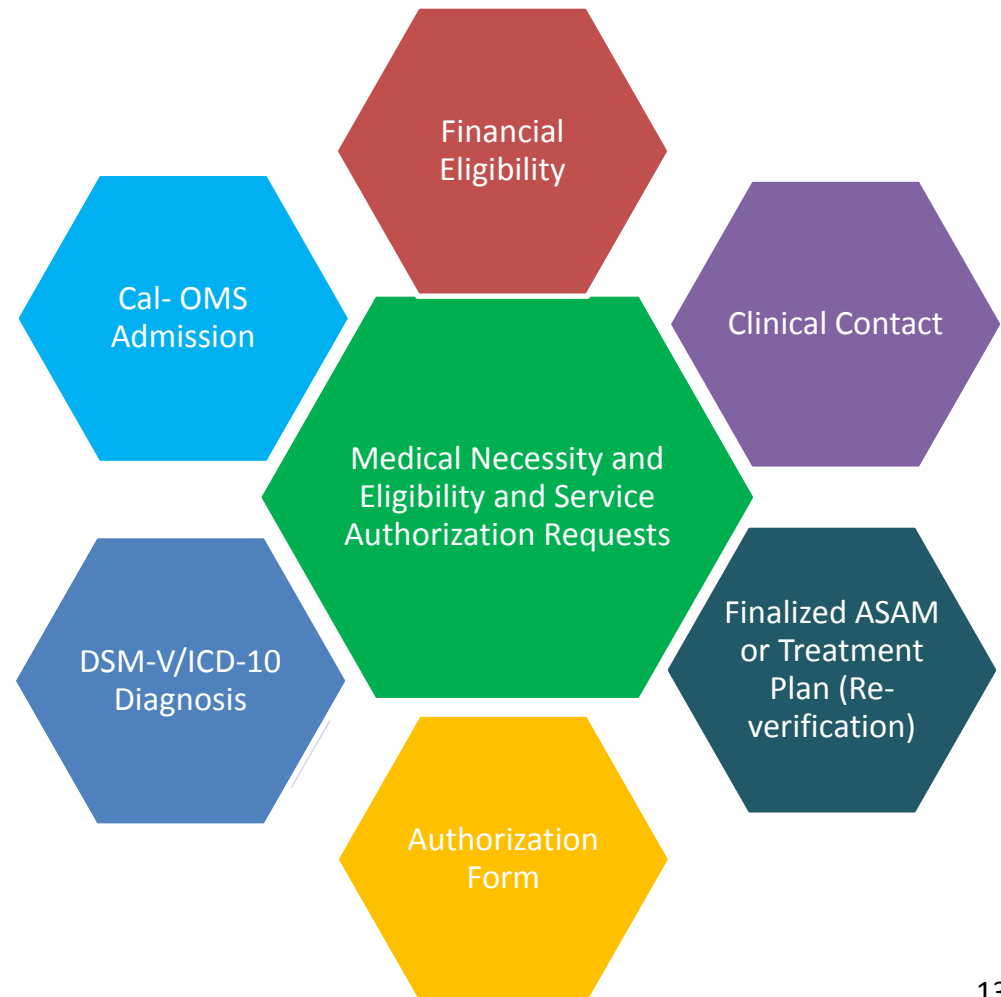 Financial
Eligibility
Cal- OMS
Admission
Clinical Contact
Medical Necessity and
Eligibility and Service
Authorization Requests
DSM-V/ICD-10
Diagnosis
Finalized ASAM
or Treatment
Plan (Re-
verification)
Authorization
Form
13